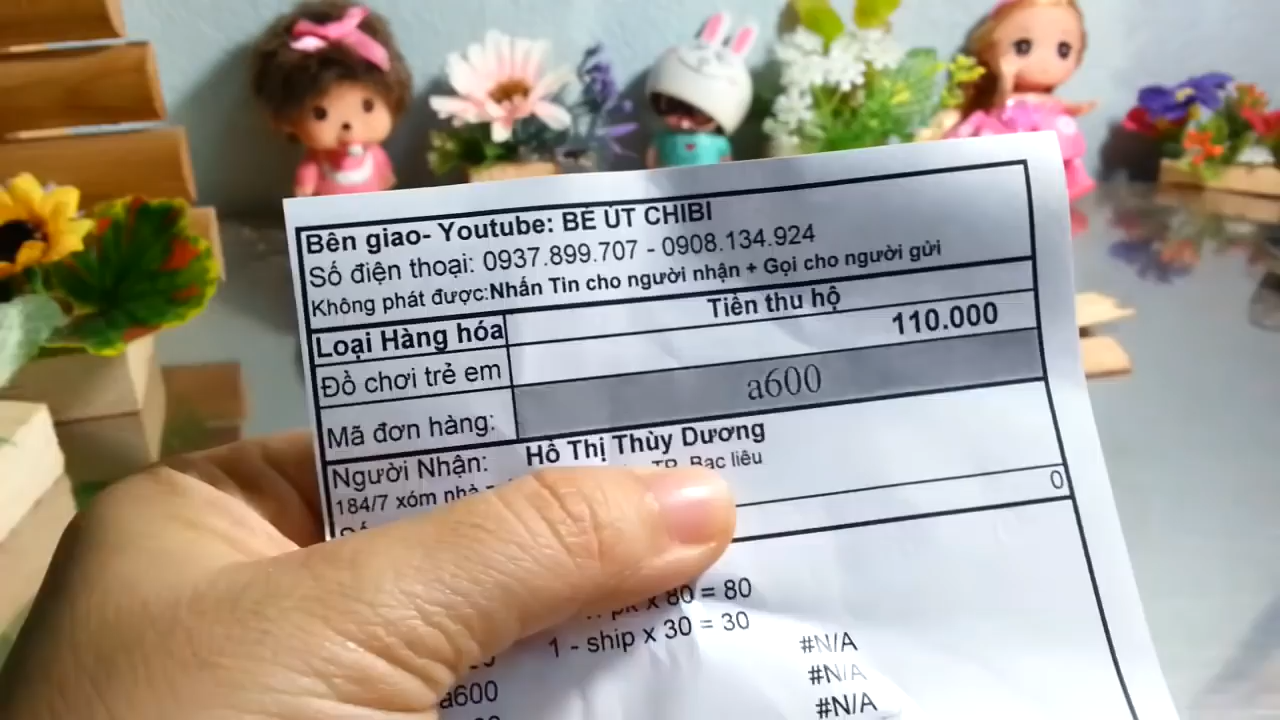 Bên giao- Youtube: BÉ ÚT CHIBI
Số điện thoại: 0937.899.707 - 0908.134.924
Không phát được:Nhắn Tin cho người nhận + Gọi cho người gửi
Loại Hàng hóa Tiền thu hộ
Đồ chơi trẻ em 110.000
Mã đơn hàng: a600
Người Nhận: Hồ Thị Thùy Dương
184/7 xóm nhà TP. Bạc liêu
0
pk x 80 = 80
1 - ship x 30 = 30
#N/A
a600 #N/A
#N/A